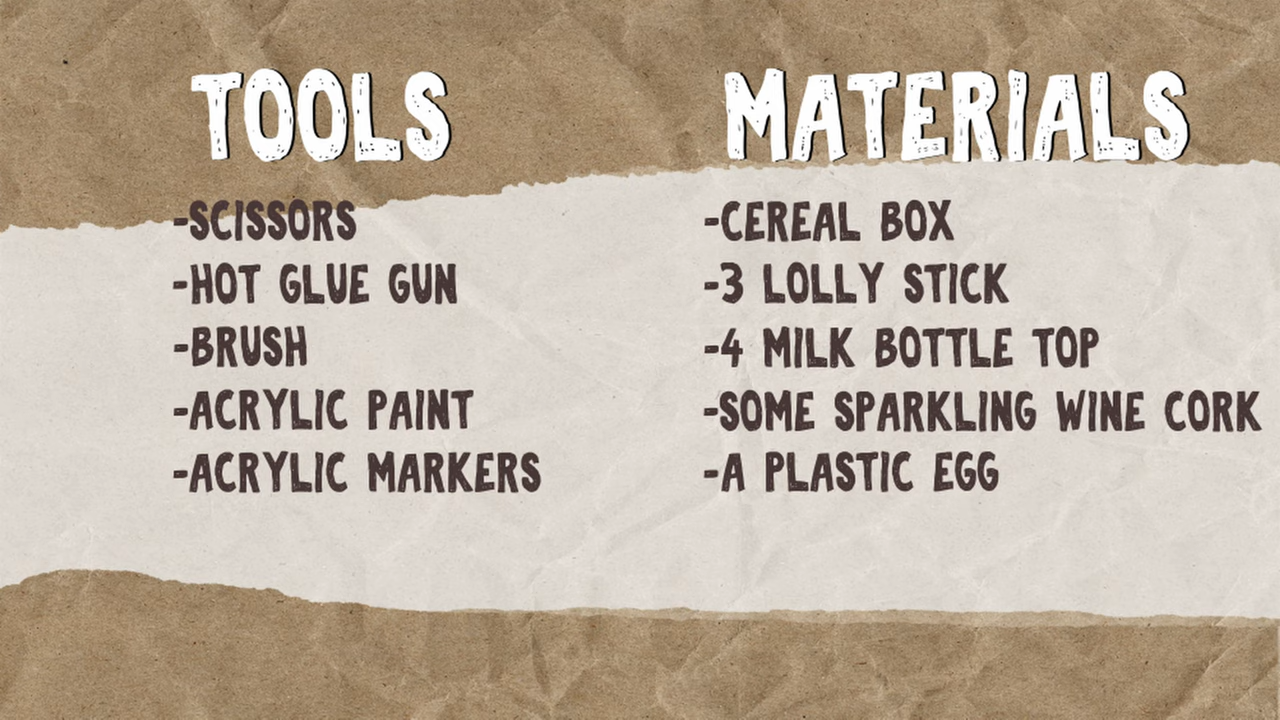 TOOLS
-SCISSORS
-HOT GLUE GUN
-BRUSH
-ACRYLIC PAINT
-ACRYLIC MARKERS
MATERIALS
-CEREAL BOX
-3 LOLLY STICK
-4 MILK BOTTLE TOP
-SOME SPARKLING WINE CORK
-A PLASTIC EGG